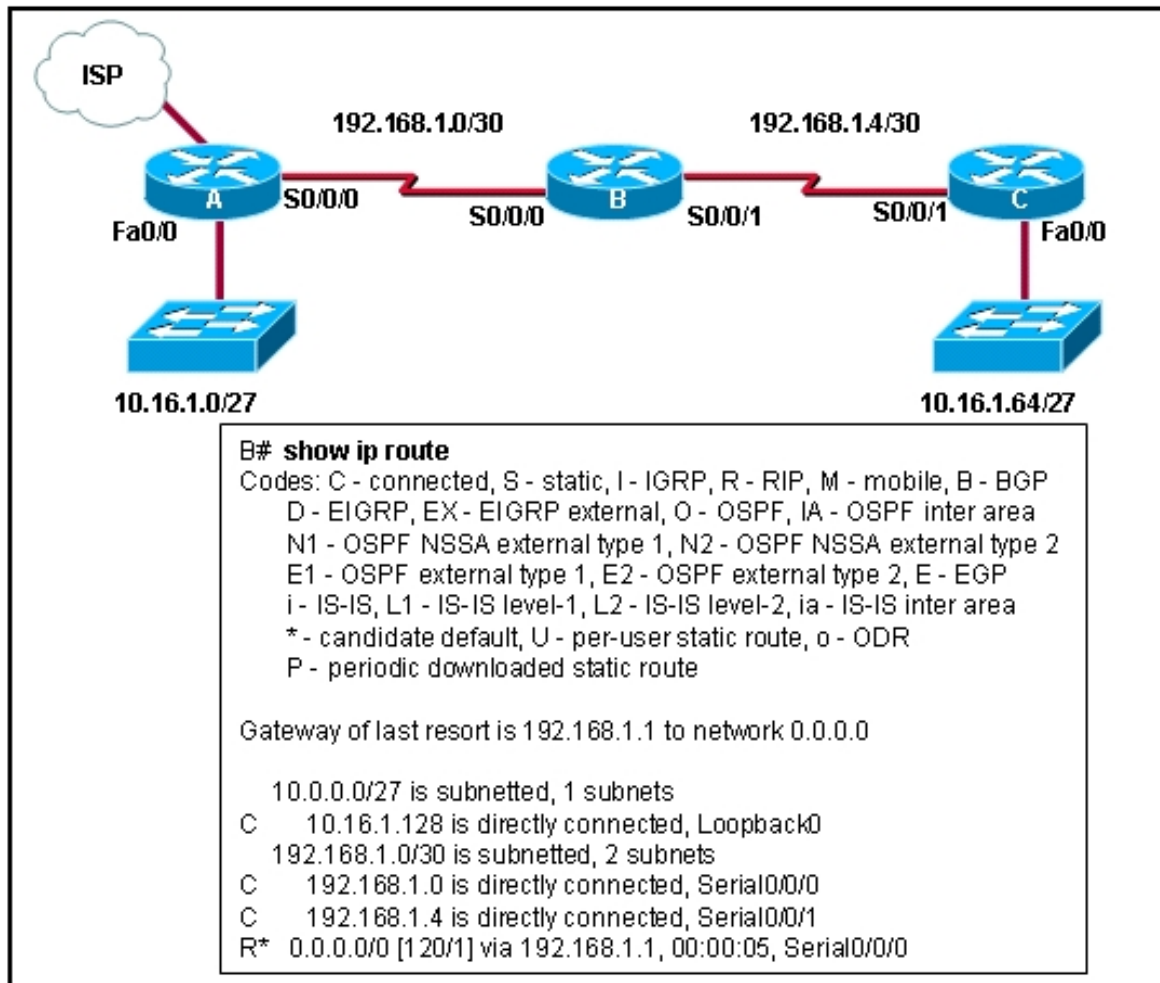 ISP
192.168.1.0/30
192.168.1.4/30
A
S0/0/0
S0/0/0
B
S0/0/1
S0/0/1
C
Fa0/0
Fa0/0
10.16.1.0/27
10.16.1.64/27
B# show ip route
Codes: C - connected, S - static, I - IGRP, R - RIP, M - mobile, B - BGP
D - EIGRP, EX - EIGRP external, O - OSPF, IA - OSPF inter area
N1 - OSPF NSSA external type 1, N2 - OSPF NSSA external type 2
E1 - OSPF external type 1, E2 - OSPF external type 2, E - EGP
i - IS-IS, L1 - IS-IS level-1, L2 - IS-IS level-2, ia - IS-IS inter area
* - candidate default, U - per-user static route, o - ODR
P - periodic downloaded static route
Gateway of last resort is 192.168.1.1 to network 0.0.0.0
10.0.0.0/27 is subnetted, 1 subnets
C 10.16.1.128 is directly connected, Loopback0
192.168.1.0/30 is subnetted, 2 subnets
C 192.168.1.0 is directly connected, Serial0/0/0
C 192.168.1.4 is directly connected, Serial0/0/1
R* 0.0.0.0/0 [120/1] via 192.168.1.1, 00:00:05, Serial0/0/0